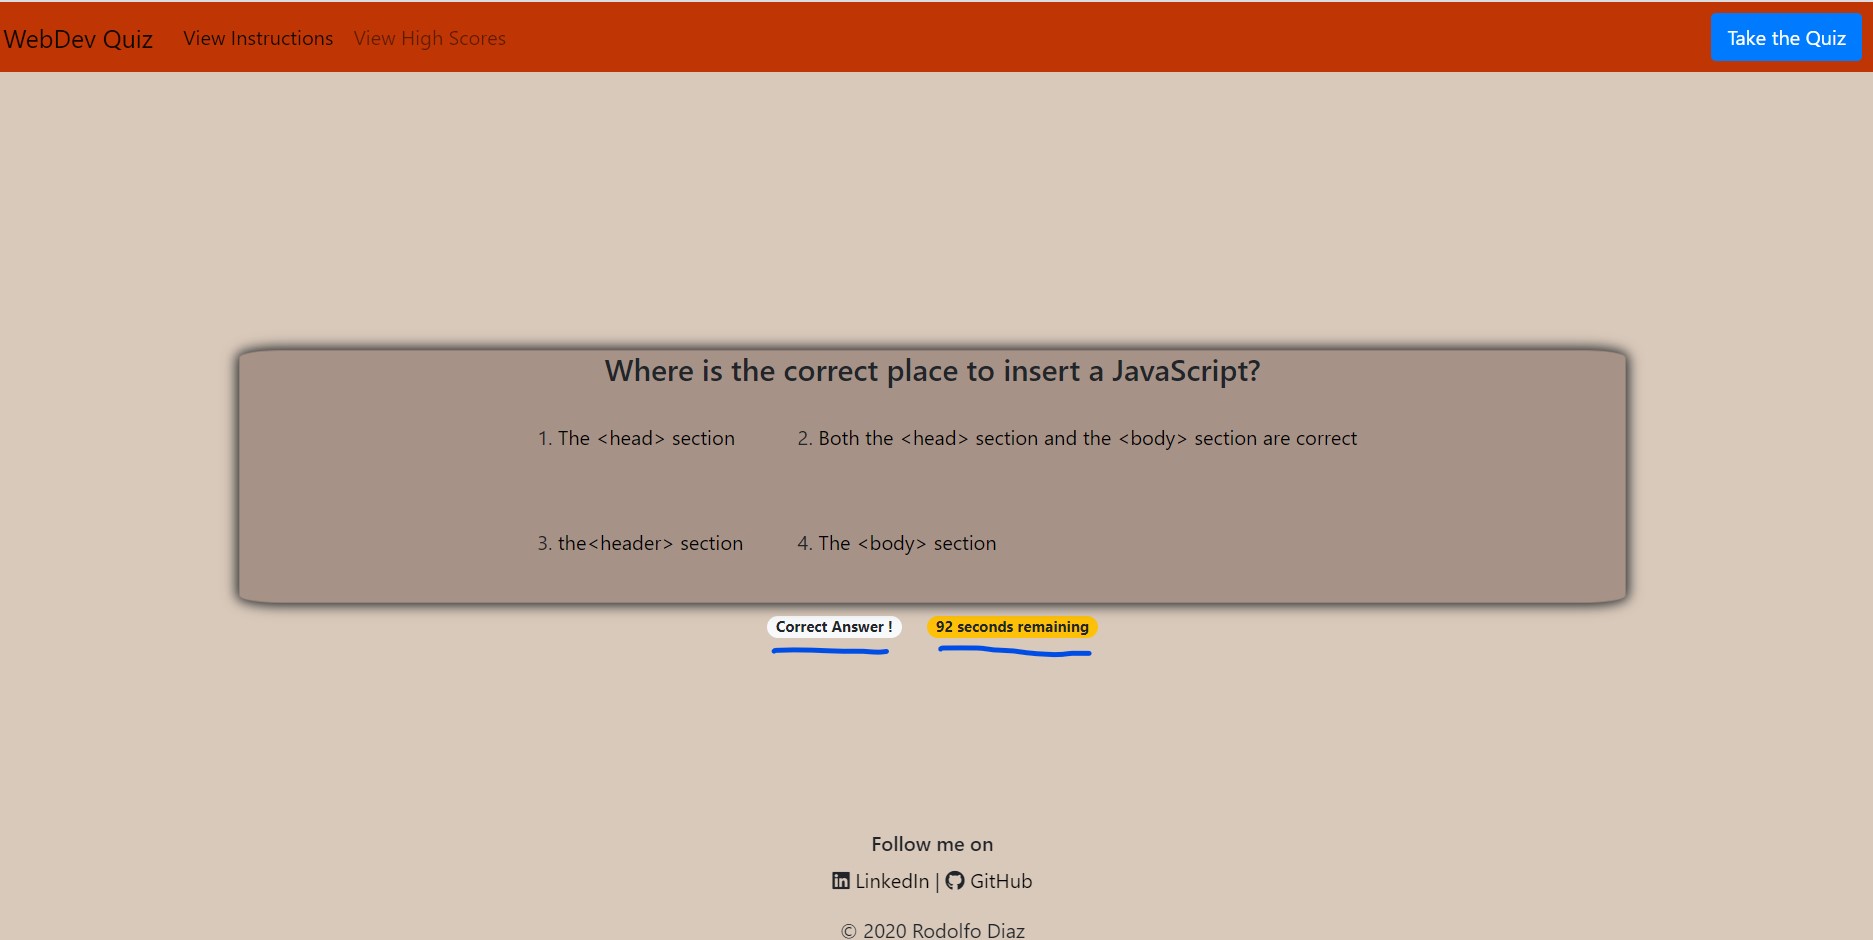 WebDev Quiz View Instructions View High Scores Take the Quiz
Where is the correct place to insert a JavaScript?
1. The <head> section 2. Both the <head> section and the <body> section are correct
3. the<header> section 4. The <body> section
Correct Answer ! 92 seconds remaining
Follow me on
LinkedIn | GitHub
© 2020 Rodolfo Diaz